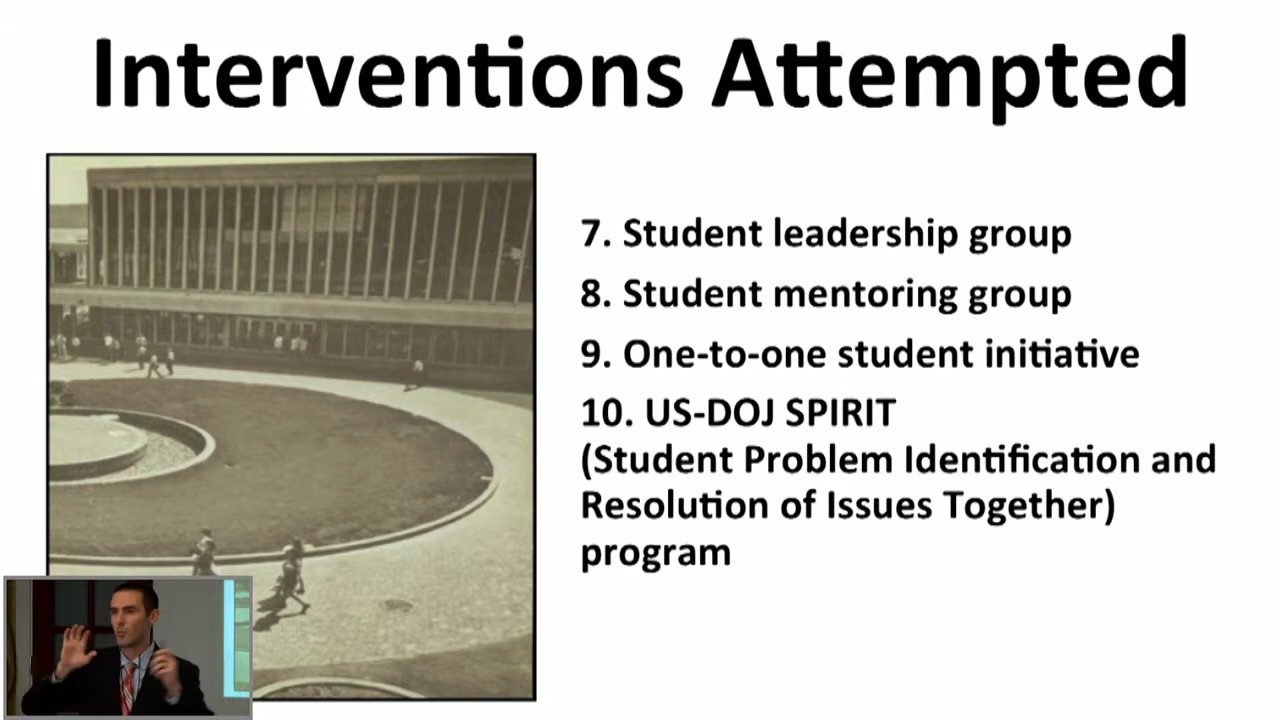 Interventions Attempted
7. Student leadership group
8. Student mentoring group
9. One-to-one student initiative
10. US-DOJ SPIRIT
(Student Problem Identification and
Resolution of Issues Together)
program